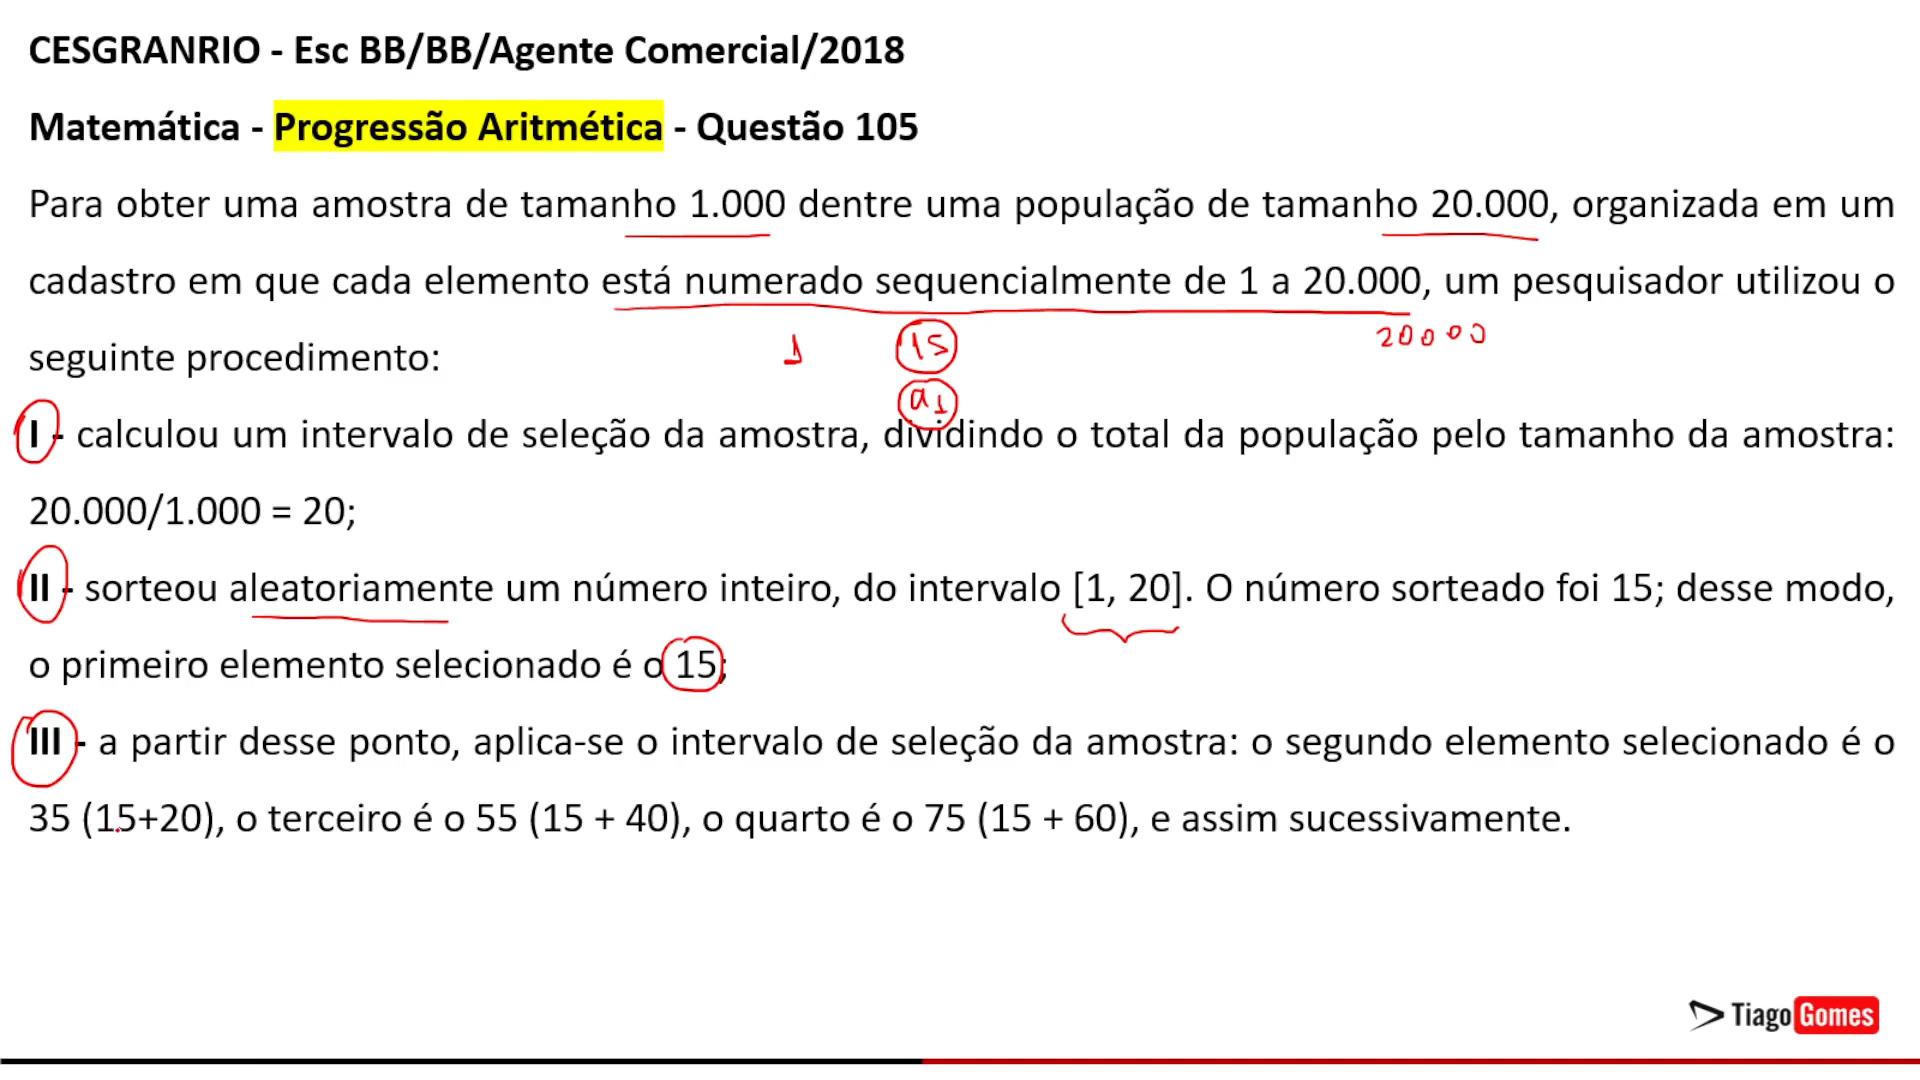 CESGRANRIO - Esc BB/BB/Agente Comercial/2018
Matemática - Progressão Aritmética - Questão 105
Para obter uma amostra de tamanho 1.000 dentre uma população de tamanho 20.000, organizada em um
cadastro em que cada elemento está numerado sequencialmente de 1 a 20.000, um pesquisador utilizou o
seguinte procedimento:
1 15 20000
a1
I - calculou um intervalo de seleção da amostra, dividindo o total da população pelo tamanho da amostra:
20.000/1.000 = 20;
II - sorteou aleatoriamente um número inteiro, do intervalo [1, 20]. O número sorteado foi 15; desse modo,
o primeiro elemento selecionado é o 15;
III - a partir desse ponto, aplica-se o intervalo de seleção da amostra: o segundo elemento selecionado é o
35 (15+20), o terceiro é o 55 (15 + 40), o quarto é o 75 (15 + 60), e assim sucessivamente.
Tiago Gomes